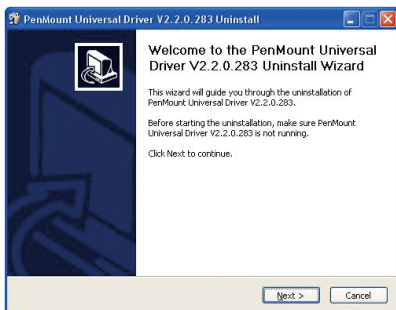 PenMount Universal Driver V2.2.0.283 Uninstall
Welcome to the PenMount Universal
Driver V2.2.0.283 Uninstall Wizard
This wizard will guide you through the uninstallation of
PenMount Universal Driver V2.2.0.283.
Before starting the uninstallation, make sure PenMount
Universal Driver V2.2.0.283 is not running.
Click Next to continue.
Next >
Cancel